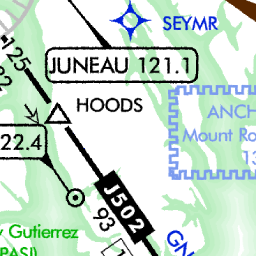 SEYMR
JUNEAU 121.1
125
HOODS
ANCH
22.4
Mount Ro
13
J502
93
Gutierrez
PASI)
GN